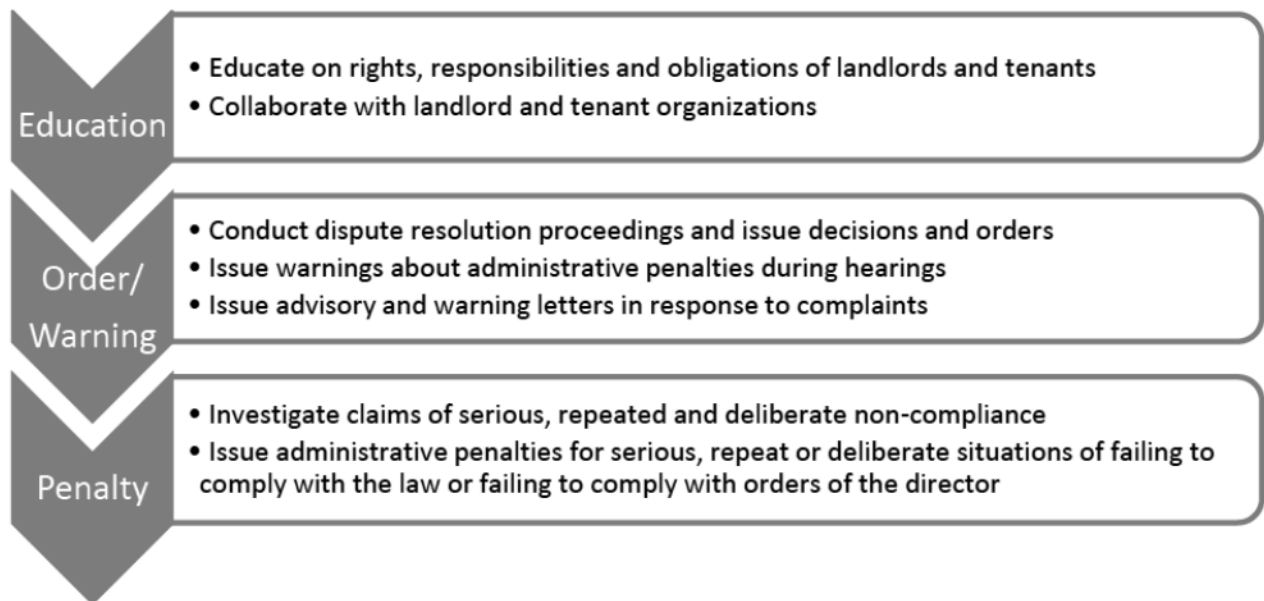 Education
• Educate on rights, responsibilities and obligations of landlords and tenants
• Collaborate with landlord and tenant organizations
Order/
Warning
• Conduct dispute resolution proceedings and issue decisions and orders
• Issue warnings about administrative penalties during hearings
• Issue advisory and warning letters in response to complaints
Penalty
• Investigate claims of serious, repeated and deliberate non-compliance
• Issue administrative penalties for serious, repeat or deliberate situations of failing to
comply with the law or failing to comply with orders of the director